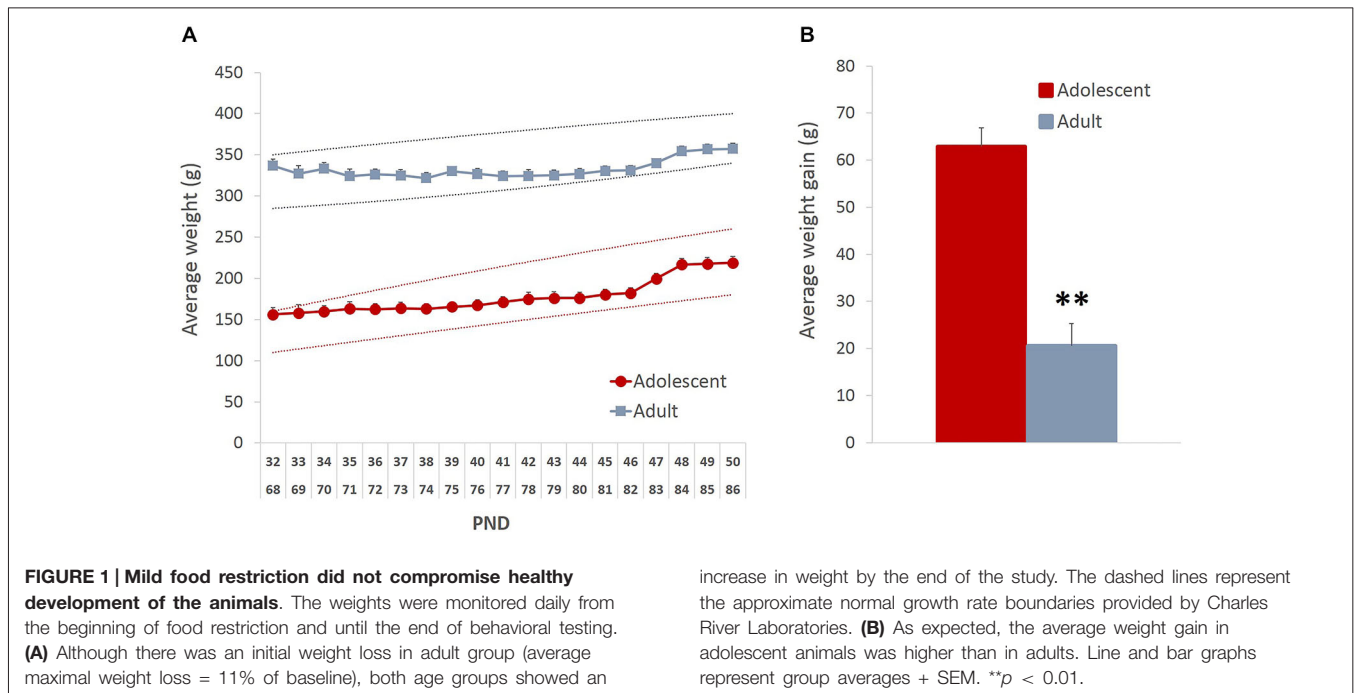 A
Average weight (g)
450
400
350
300
250
200
150
100
50
0
Adolescent
Adult
32 33 34 35 36 37 38 39 40 41 42 43 44 45 46 47 48 49 50
68 69 70 71 72 73 74 75 76 77 78 79 80 81 82 83 84 85 86
PND
B
Average weight gain (g)
80
70
60
50
40
30
20
10
0
Adolescent
Adult
**
FIGURE 1 | Mild food restriction did not compromise healthy
development of the animals. The weights were monitored daily from
the beginning of food restriction and until the end of behavioral testing.
(A) Although there was an initial weight loss in adult group (average
maximal weight loss = 11% of baseline), both age groups showed an
increase in weight by the end of the study. The dashed lines represent
the approximate normal growth rate boundaries provided by Charles
River Laboratories. (B) As expected, the average weight gain in
adolescent animals was higher than in adults. Line and bar graphs
represent group averages + SEM. **p < 0.01.